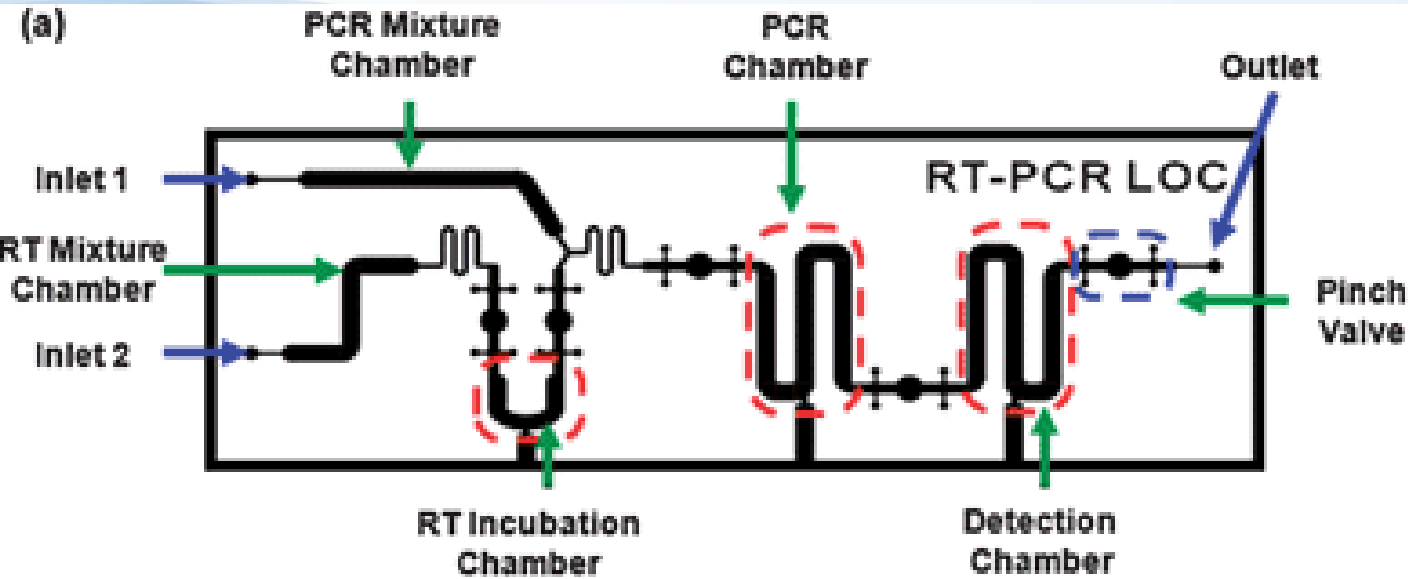 (a)
PCR Mixture
Chamber
PCR
Chamber
Outlet
Inlet 1
RT-PCR LOC
RT Mixture
Chamber
Pinch
Valve
Inlet 2
RT Incubation
Chamber
Detection
Chamber